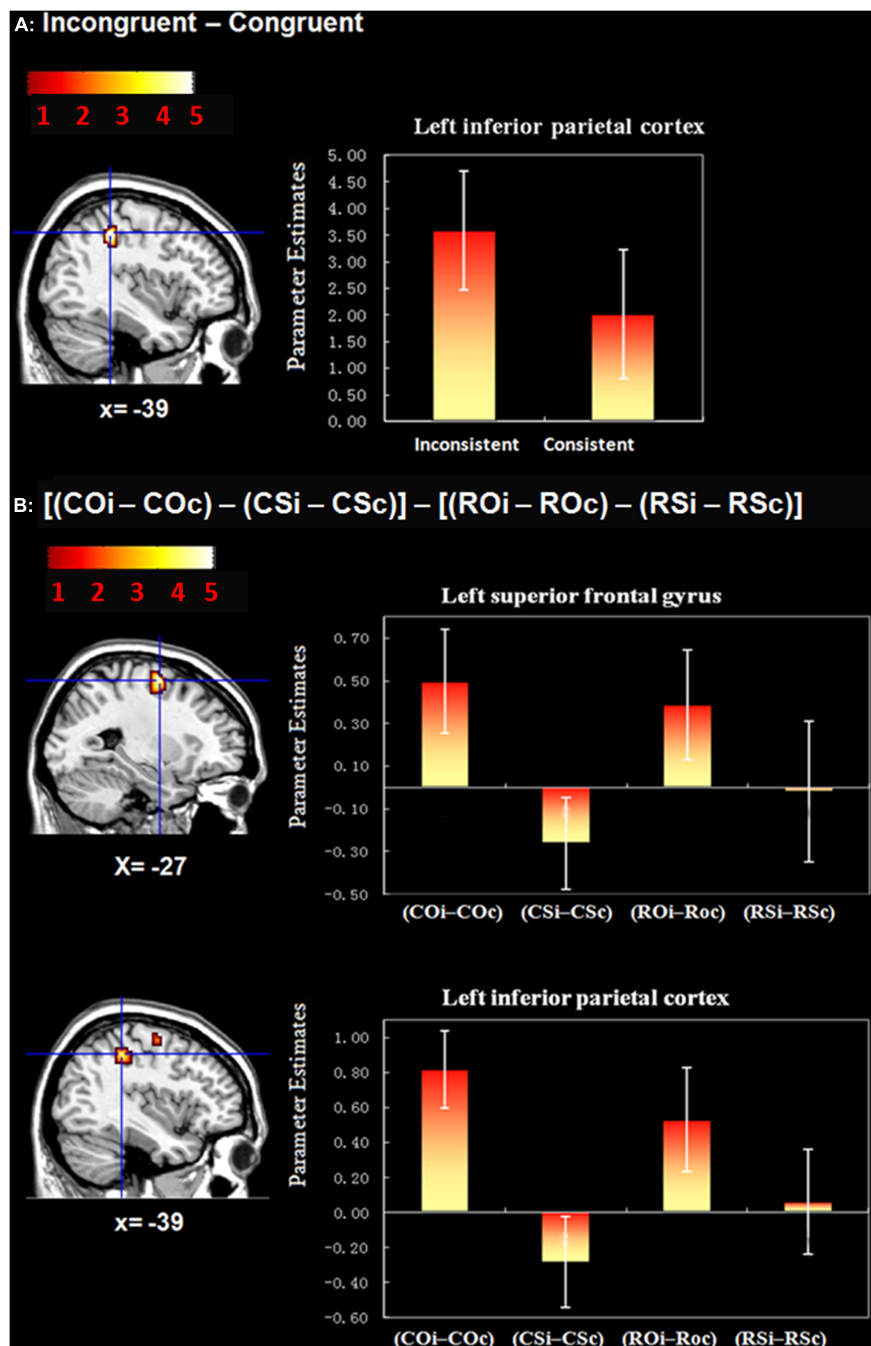 A: Incongruent – Congruent
1 2 3 4 5
Left inferior parietal cortex
Parameter Estimates
5.00
4.50
4.00
3.50
3.00
2.50
2.00
1.50
1.00
0.50
0.00
Inconsistent Consistent
x= -39
B: [(COi – COc) – (CSi – CSc)] – [(ROi – ROc) – (RSi – RSc)]
1 2 3 4 5
Left superior frontal gyrus
Parameter Estimates
0.70
0.50
0.30
0.10
-0.10
-0.30
-0.50
(COi–COc) (CSi–CSc) (ROi–Roc) (RSi–RSc)
X= -27
Left inferior parietal cortex
Parameter Estimates
1.00
0.80
0.60
0.40
0.20
0.00
-0.20
-0.40
-0.60
(COi–COc) (CSi–CSc) (ROi–Roc) (RSi–RSc)
x= -39